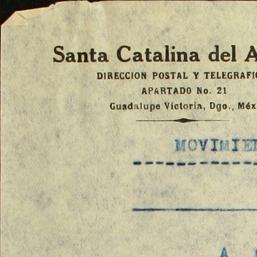 Santa Catalina del A
DIRECCION POSTAL Y TELEGRAFIC
APARTADO No. 21
Guadalupe Victoria, Dgo., Méx
MOVIMIEN
A